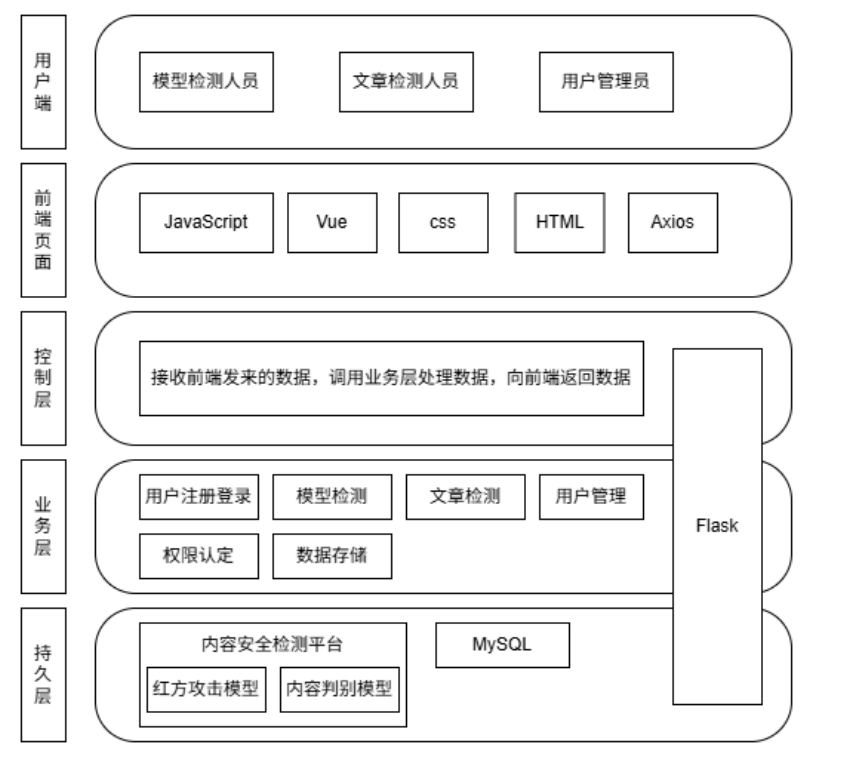 用户端
模型检测人员
文章检测人员
用户管理员
前端页面
JavaScript
Vue
css
HTML
Axios
控制层
接收前端发来的数据，调用业务层处理数据，向前端返回数据
业务层
用户注册登录
模型检测
文章检测
用户管理
权限认定
数据存储
Flask
持久层
内容安全检测平台
红方攻击模型
内容判别模型
MySQL